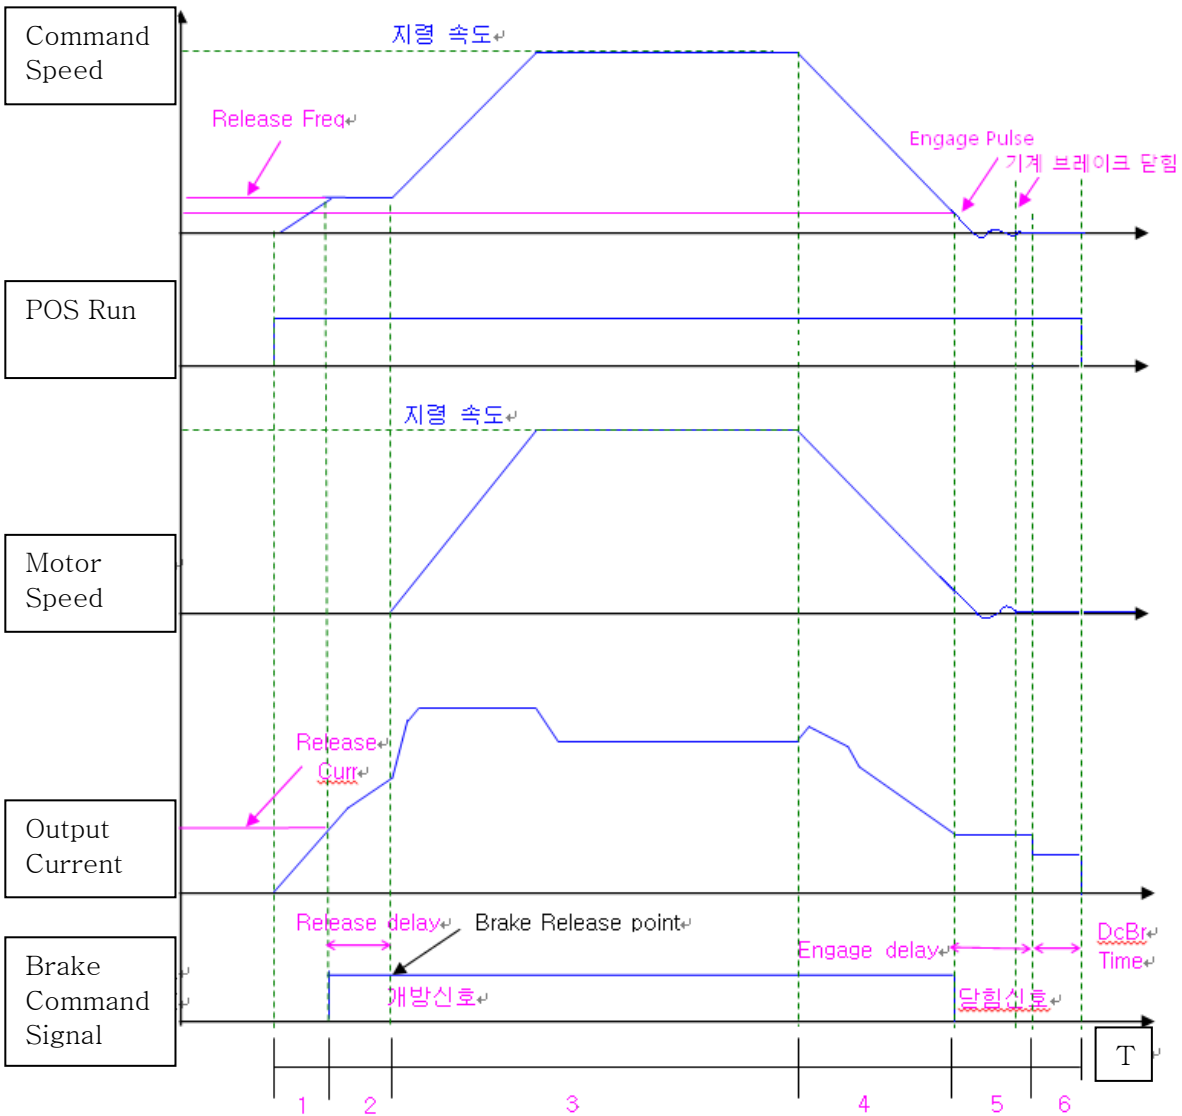 Command
Speed
지령 속도
Release Freq
Engage Pulse
기계 브레이크 닫힘
POS Run
지령 속도
Motor
Speed
Release
Curr
Output
Current
Release delay
Brake Release point
Engage delay
DcBr
Time
Brake
Command
Signal
개방신호
닫힘신호
T
1 2 3 4 5 6